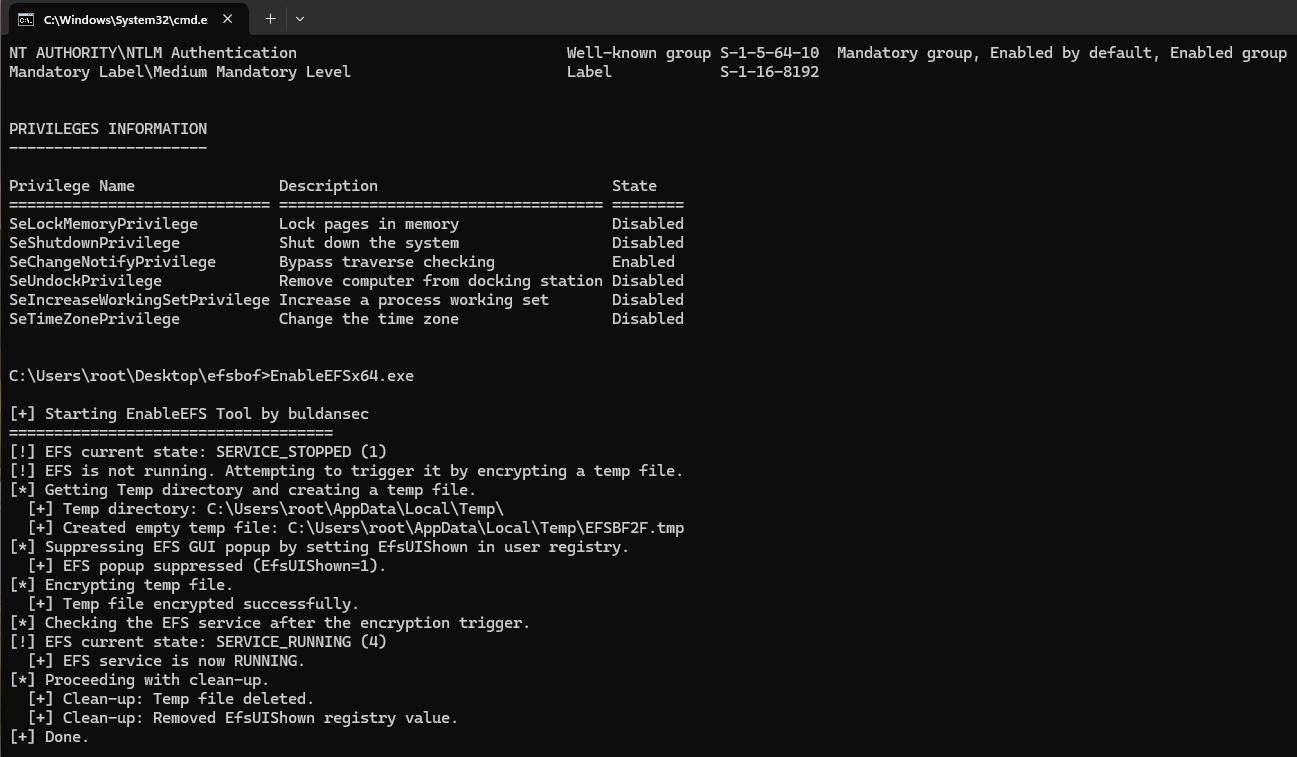 C:\Windows\System32\cmd.e
NT AUTHORITY\NTLM Authentication                              Well-known group S-1-5-64-10  Mandatory group, Enabled by default, Enabled group
Mandatory Label\Medium Mandatory Level                        Label            S-1-16-8192
PRIVILEGES INFORMATION
----------------------
Privilege Name                Description                          State
============================= ==================================== ========
SeLockMemoryPrivilege         Lock pages in memory                 Disabled
SeShutdownPrivilege           Shut down the system                 Disabled
SeChangeNotifyPrivilege       Bypass traverse checking             Enabled
SeUndockPrivilege             Remove computer from docking station Disabled
SeIncreaseWorkingSetPrivilege Increase a process working set       Disabled
SeTimeZonePrivilege           Change the time zone                 Disabled
C:\Users\root\Desktop\efsbof>EnableEFSx64.exe
[+] Starting EnableEFS Tool by buldansec
====================================
[!] EFS current state: SERVICE_STOPPED (1)
[!] EFS is not running. Attempting to trigger it by encrypting a temp file.
[*] Getting Temp directory and creating a temp file.
  [+] Temp directory: C:\Users\root\AppData\Local\Temp\
  [+] Created empty temp file: C:\Users\root\AppData\Local\Temp\EFSBF2F.tmp
[*] Suppressing EFS GUI popup by setting EfsUIShown in user registry.
  [+] EFS popup suppressed (EfsUIShown=1).
[*] Encrypting temp file.
  [+] Temp file encrypted successfully.
[*] Checking the EFS service after the encryption trigger.
[!] EFS current state: SERVICE_RUNNING (4)
  [+] EFS service is now RUNNING.
[*] Proceeding with clean-up.
  [+] Clean-up: Temp file deleted.
  [+] Clean-up: Removed EfsUIShown registry value.
[+] Done.